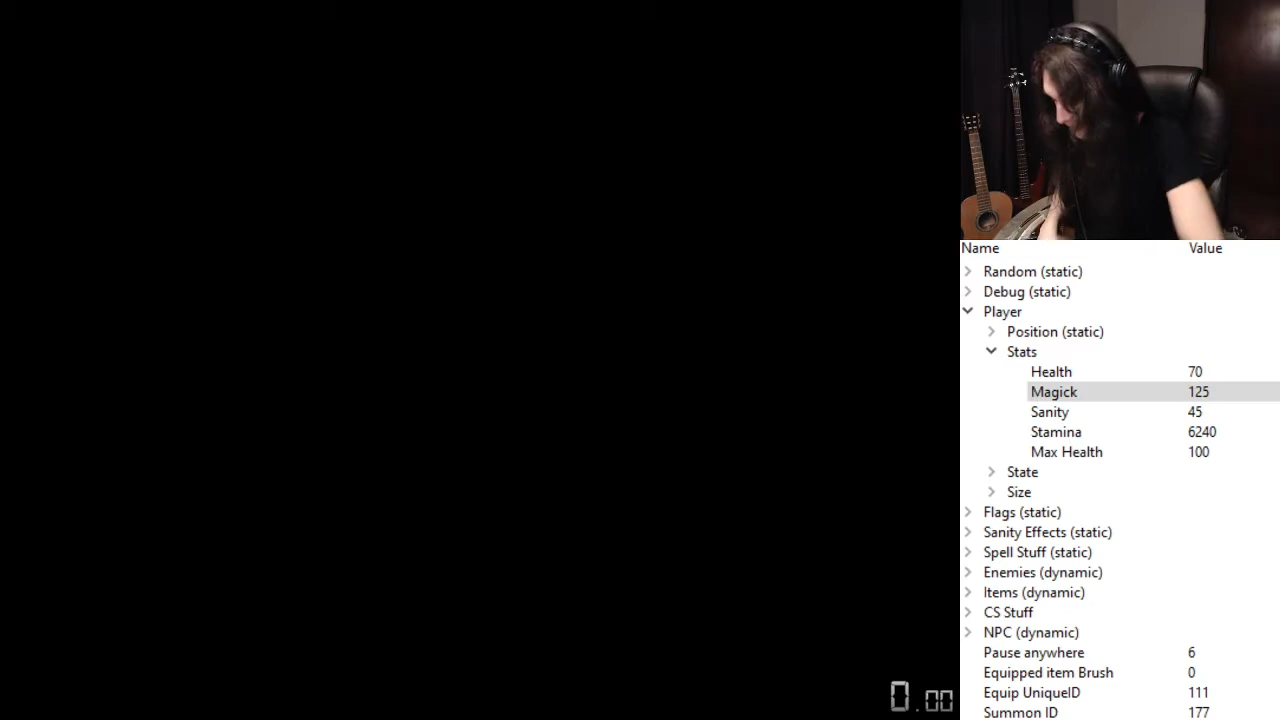 Name Value
Random (static)
Debug (static)
Player
Position (static)
Stats
Health 70
Magick 125
Sanity 45
Stamina 6240
Max Health 100
State
Size
Flags (static)
Sanity Effects (static)
Spell Stuff (static)
Enemies (dynamic)
Items (dynamic)
CS Stuff
NPC (dynamic)
Pause anywhere 6
Equipped item Brush 0
Equip UniqueID 111
Summon ID 177
0.00